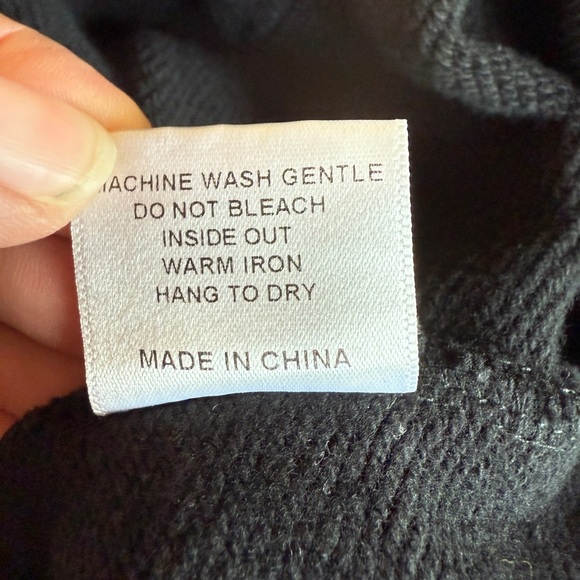 MACHINE WASH GENTLE
DO NOT BLEACH
INSIDE OUT
WARM IRON
HANG TO DRY
MADE IN CHINA